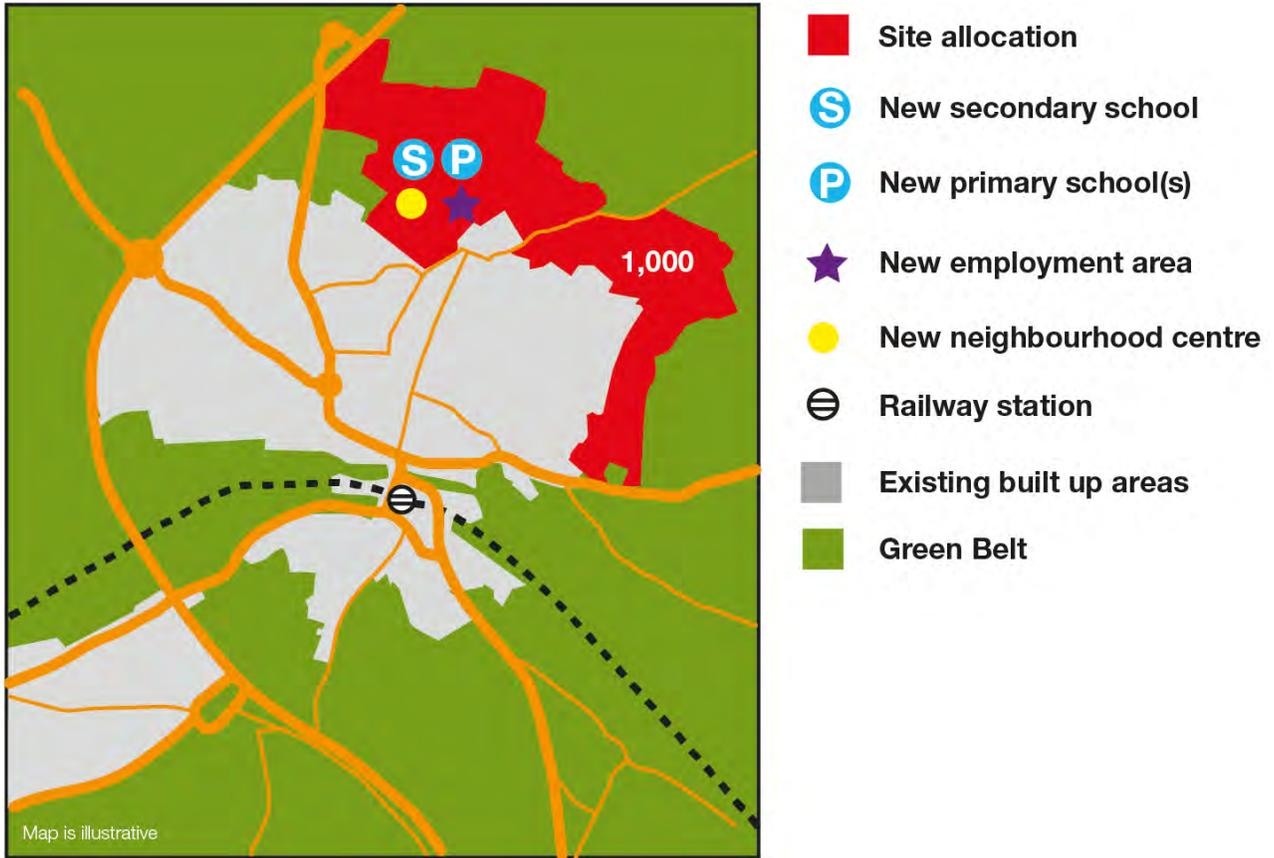 S P
1,000
Map is illustrative
Site allocation
S New secondary school
P New primary school(s)
New employment area
New neighbourhood centre
Railway station
Existing built up areas
Green Belt